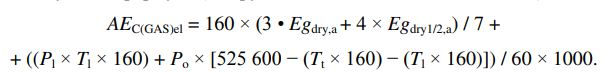 AE_C(GAS)el = 160 × (3 • Eg_dry,a + 4 × Eg_dry1/2,a) / 7 +
+ ((P_l × T_l × 160) + P_o × [525 600 − (T_t × 160) − (T_l × 160)]) / 60 × 1000.